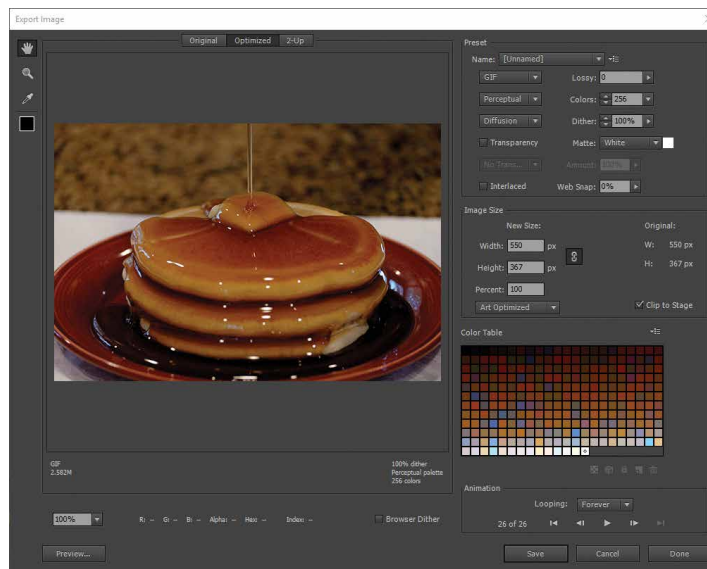 Export Image
Original Optimized 2-Up
Preset
Name: [Unnamed]
GIF Lossy: 0
Perceptual Colors: 256
Diffusion Dither: 100%
Transparency Matte: White
No Trans... Amount: 100%
Interlaced Web Snap: 0%
Image Size
New Size: Original:
Width: 550 px W: 550 px
Height: 367 px H: 367 px
Percent: 100
Art Optimized Clip to Stage
Color Table
GIF 100% dither
2.582M Perceptual palette
256 colors
Animation
Looping: Forever
100% R: -- G: -- B: -- Alpha: -- Hex: -- Index: -- Browser Dither
26 of 26
Preview... Save Cancel Done